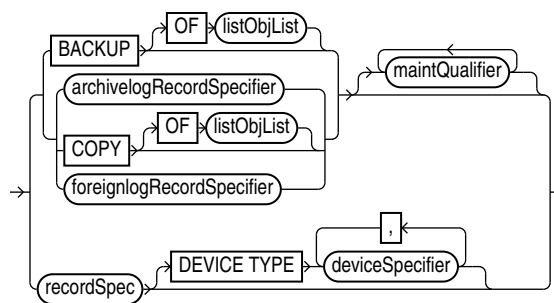 OF listObjList
BACKUP
maintQualifier
archivelogRecordSpecifier
OF listObjList
COPY
foreignlogRecordSpecifier
,
DEVICE TYPE deviceSpecifier
recordSpec